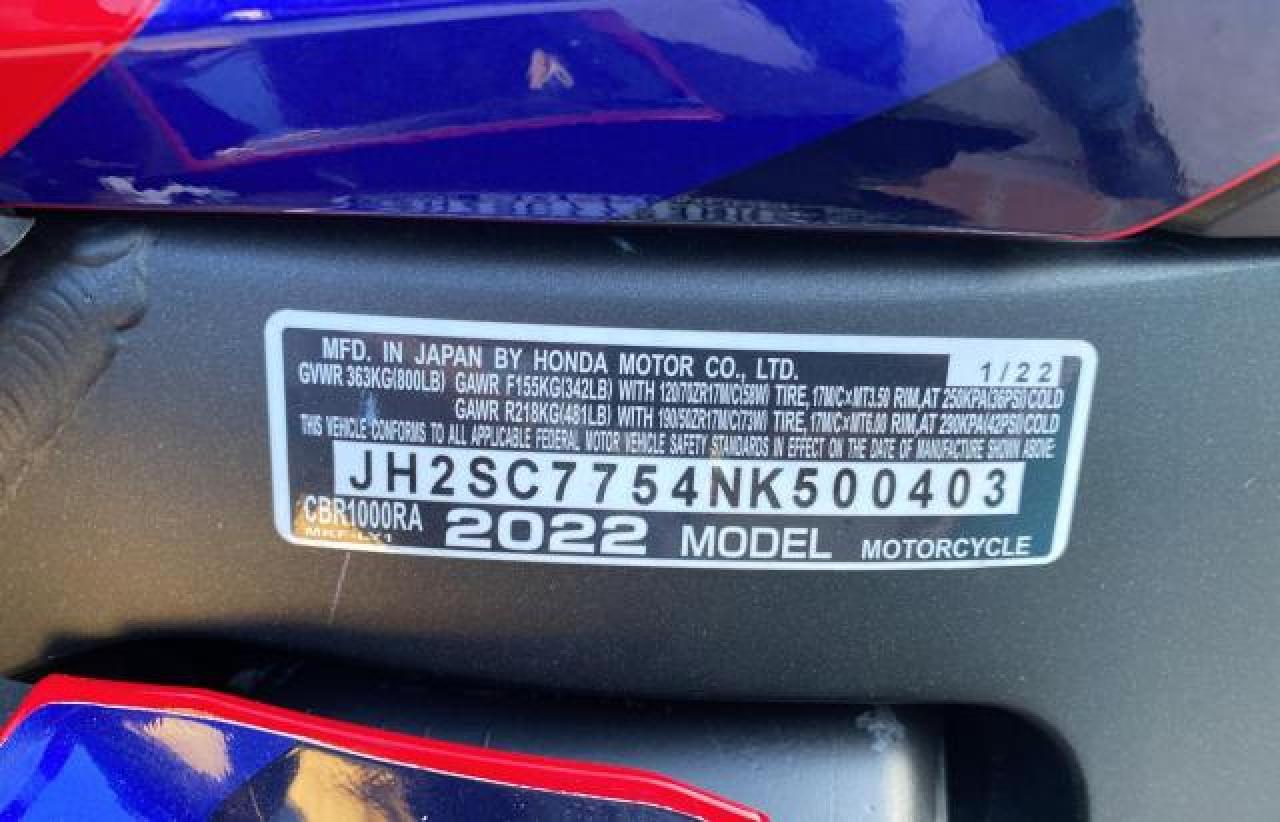 MFD. IN JAPAN BY HONDA MOTOR CO., LTD. 1/22
GVWR 363KG(800LB) GAWR F155KG(342LB) WITH 120/70ZR17M/C(58W) TIRE, 17M/C×MT3.50 RIM, AT 250KPA(36PSI)COLD
GAWR R218KG(481LB) WITH 190/50ZR17M/C(73W) TIRE, 17M/C×MT6.00 RIM, AT 290KPA(42PSI)COLD
THIS VEHICLE CONFORMS TO ALL APPLICABLE FEDERAL MOTOR VEHICLE SAFETY STANDARDS IN EFFECT ON THE DATE OF MANUFACTURE SHOWN ABOVE.
JH2SC7754NK500403
CBR1000RA 2022 MODEL MOTORCYCLE